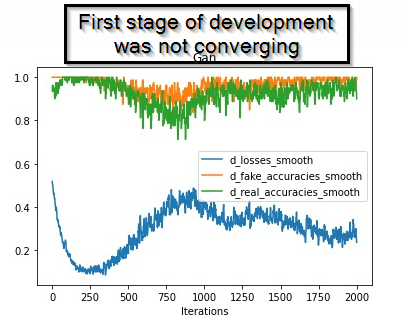 First stage of development
was not converging
Gan
1.0
0.8
0.6
0.4
0.2
d_losses_smooth
d_fake_accuracies_smooth
d_real_accuracies_smooth
0 250 500 750 1000 1250 1500 1750 2000
Iterations